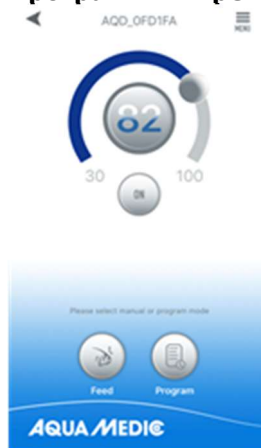 AQD_0FD1FA
MENU
82
30
100
ON
Please select manual or program mode
Feed
Program
AQUA MEDIC